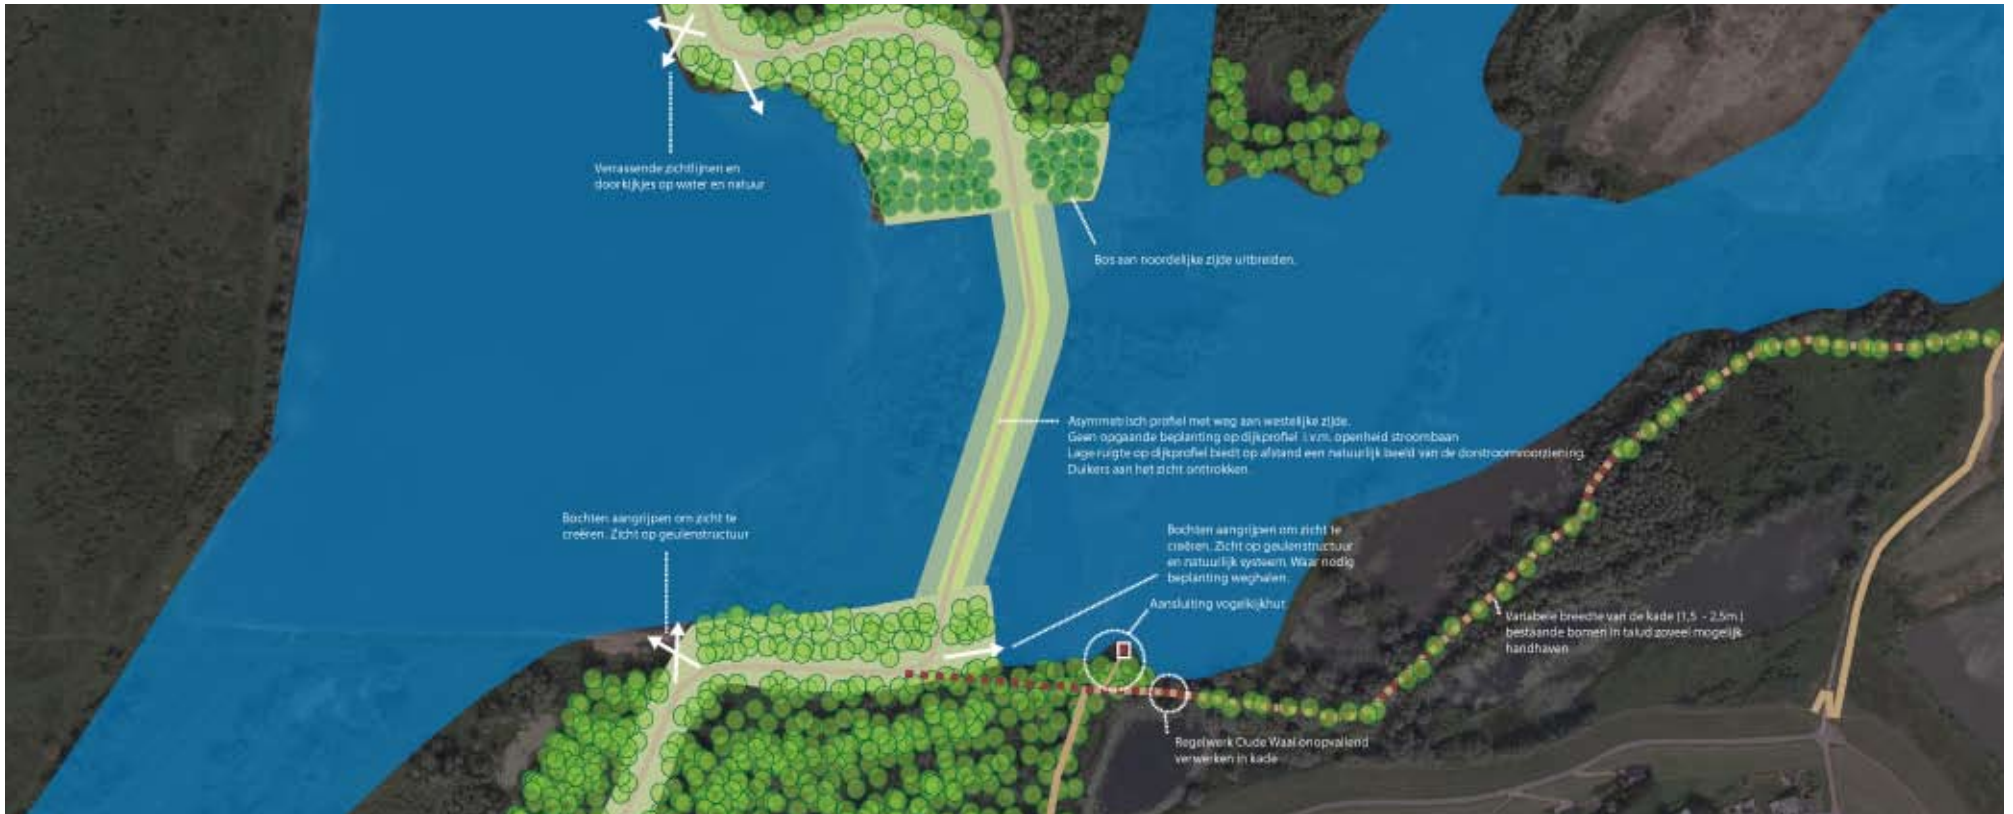 Verrassende zichtlijnen en
doorkijkjes op water en natuur
Bos aan noordelijke zijde uitbreiden.
Asymmetrisch profiel met weg aan westelijke zijde.
Geen opgaande beplanting op dijkprofiel i.v.m. openheid stroombaan
Lage ruigte op dijkprofiel biedt op afstand een natuurlijk beeld van de dorstroomvoorziening.
Duikers aan het zicht onttrokken.
Bochten aangrijpen om zicht te
creëren. Zicht op geulenstructuur
Bochten aangrijpen om zicht te
creëren. Zicht op geulenstructuur
en natuurlijk systeem. Waar nodig
beplanting weghalen.
Aansluiting vogelkijkhut
Variabele breedte van de kade (1,5 - 2,5m)
bestaande bomen in talud zoveel mogelijk
handhaven
Regelwerk Oude Waal onopvallend
verwerken in kade